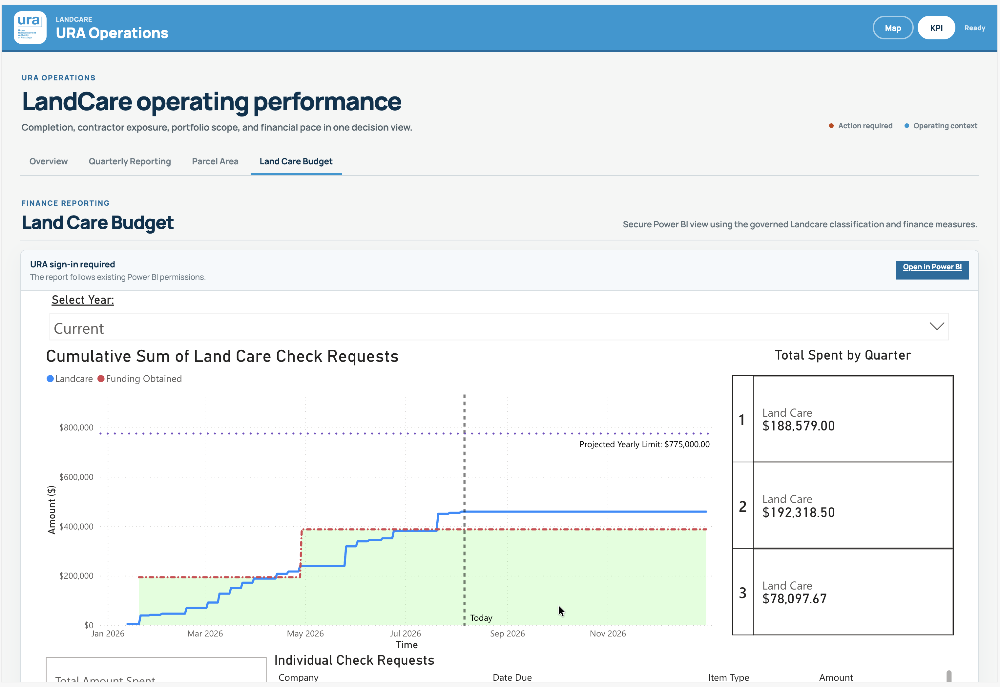 ura
Urban
Redevelopment
Authority
of Pittsburgh
LANDCARE
URA Operations
Map
KPI
Ready
URA OPERATIONS
LandCare operating performance
Completion, contractor exposure, portfolio scope, and financial pace in one decision view.
Action required
Operating context
Overview
Quarterly Reporting
Parcel Area
Land Care Budget
FINANCE REPORTING
Land Care Budget
Secure Power BI view using the governed Landcare classification and finance measures.
URA sign-in required
The report follows existing Power BI permissions.
Open in Power BI
Select Year:
Current
Cumulative Sum of Land Care Check Requests
Landcare
Funding Obtained
Amount ($)
$800,000
$600,000
$400,000
$200,000
$0
Projected Yearly Limit: $775,000.00
Today
Jan 2026
Mar 2026
May 2026
Jul 2026
Sep 2026
Nov 2026
Time
Total Spent by Quarter
1
Land Care
$188,579.00
2
Land Care
$192,318.50
3
Land Care
$78,097.67
Total Amount Spent
Individual Check Requests
Company
Date Due
Item Type
Amount